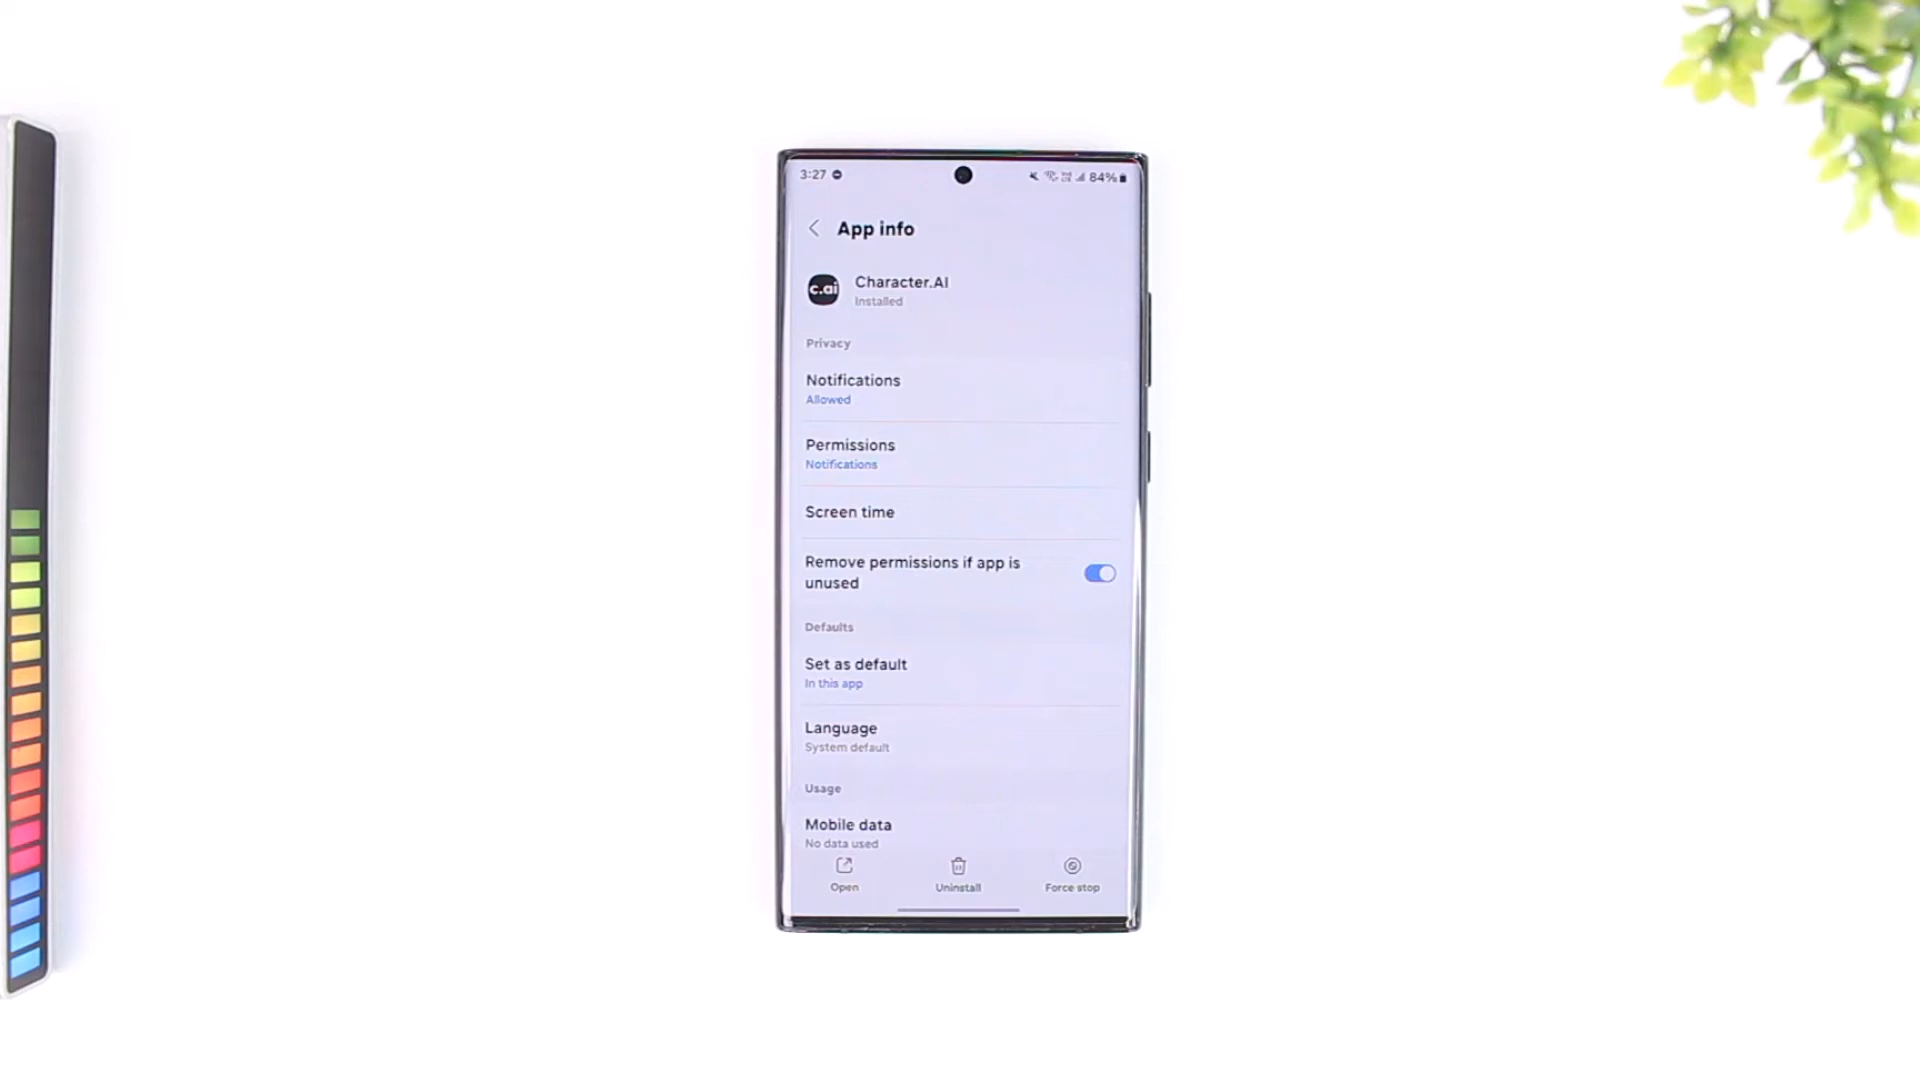 3:27
84%
App info
c.ai
Character.AI
Installed
Privacy
Notifications
Allowed
Permissions
Notifications
Screen time
Remove permissions if app is
unused
Defaults
Set as default
In this app
Language
System default
Usage
Mobile data
No data used
Open
Uninstall
Force stop